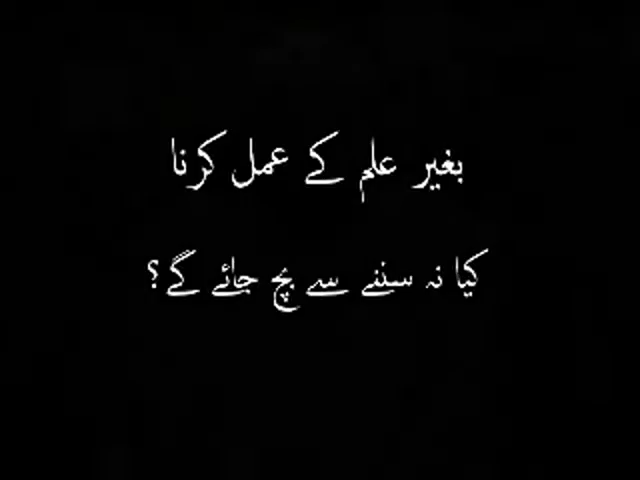 بغیر علم کے عمل کرنا
کیا نہ سننے سے بچ جائے گے؟